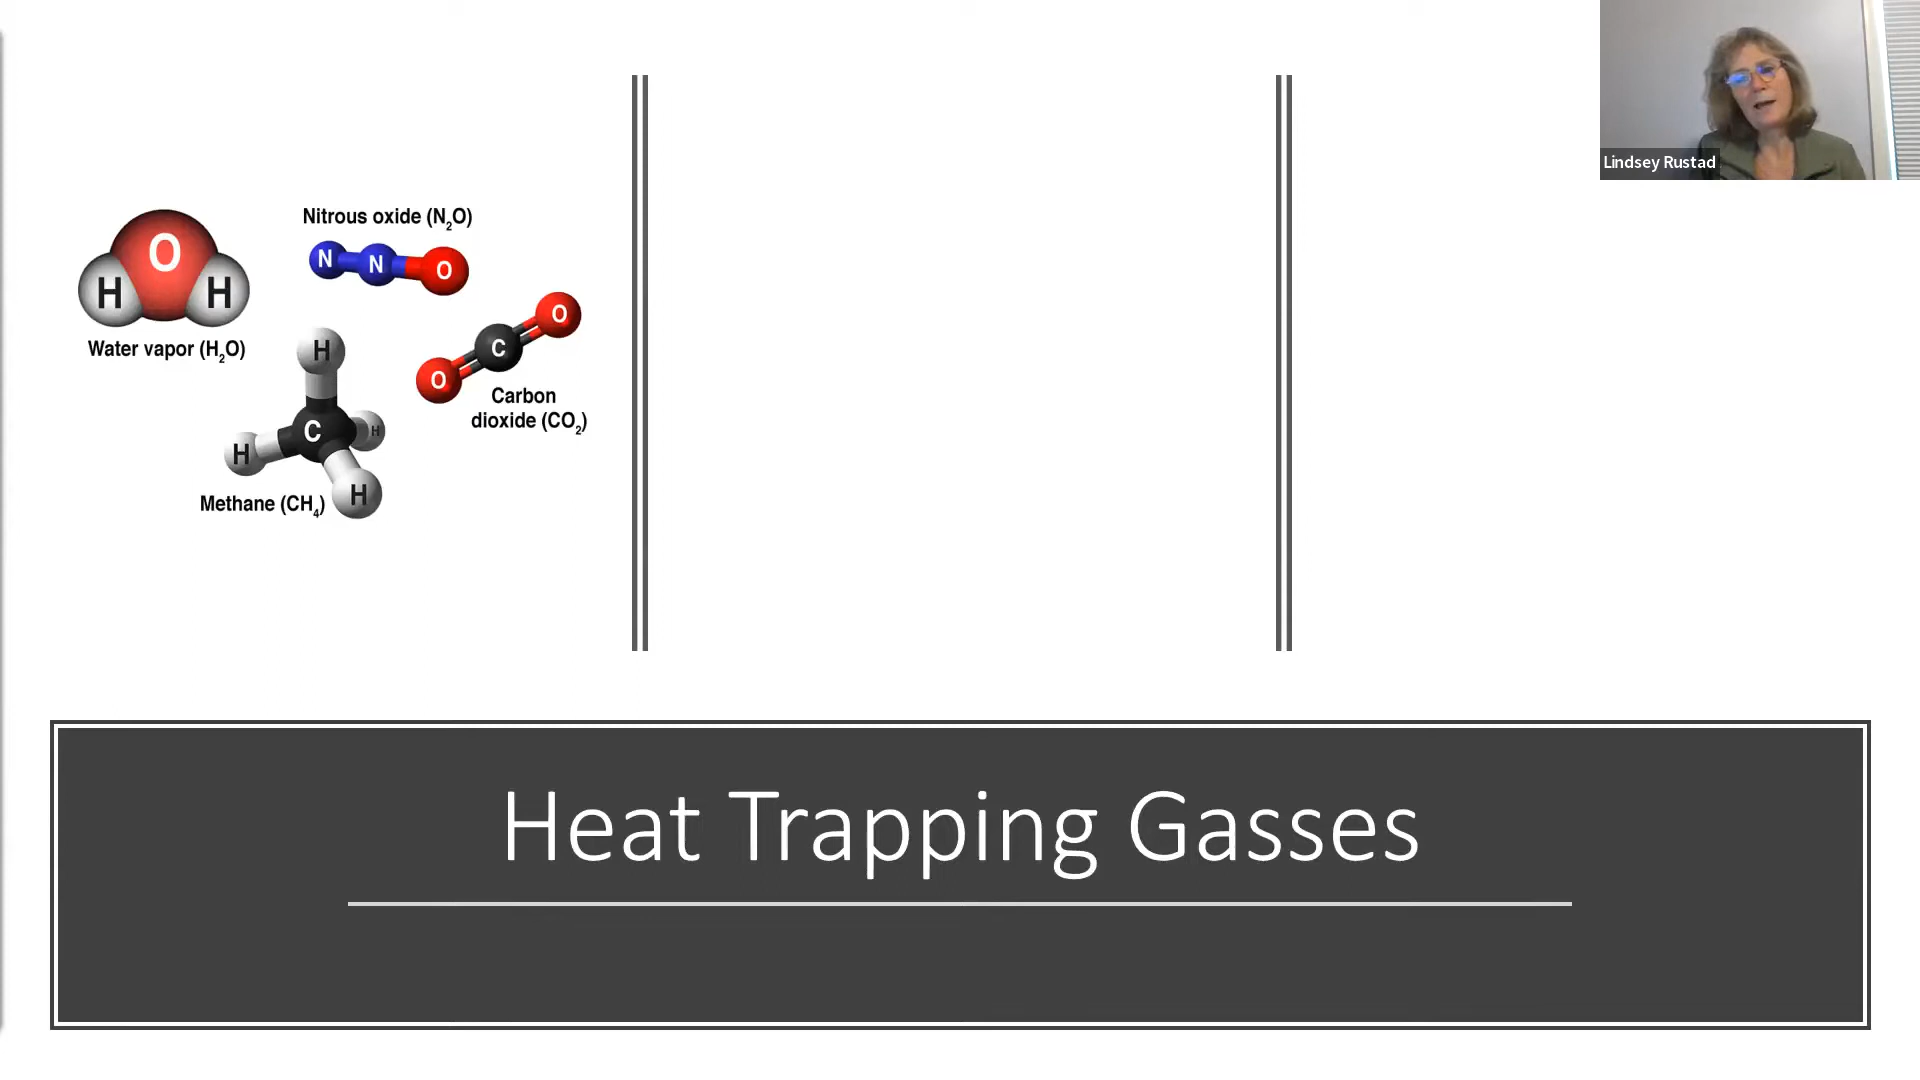 Lindsey Rustad
Nitrous oxide (N₂O)
N N O
O
H H
Water vapor (H₂O)
O
C
O
Carbon
dioxide (CO₂)
H
C H
H
H
Methane (CH₄)
Heat Trapping Gasses